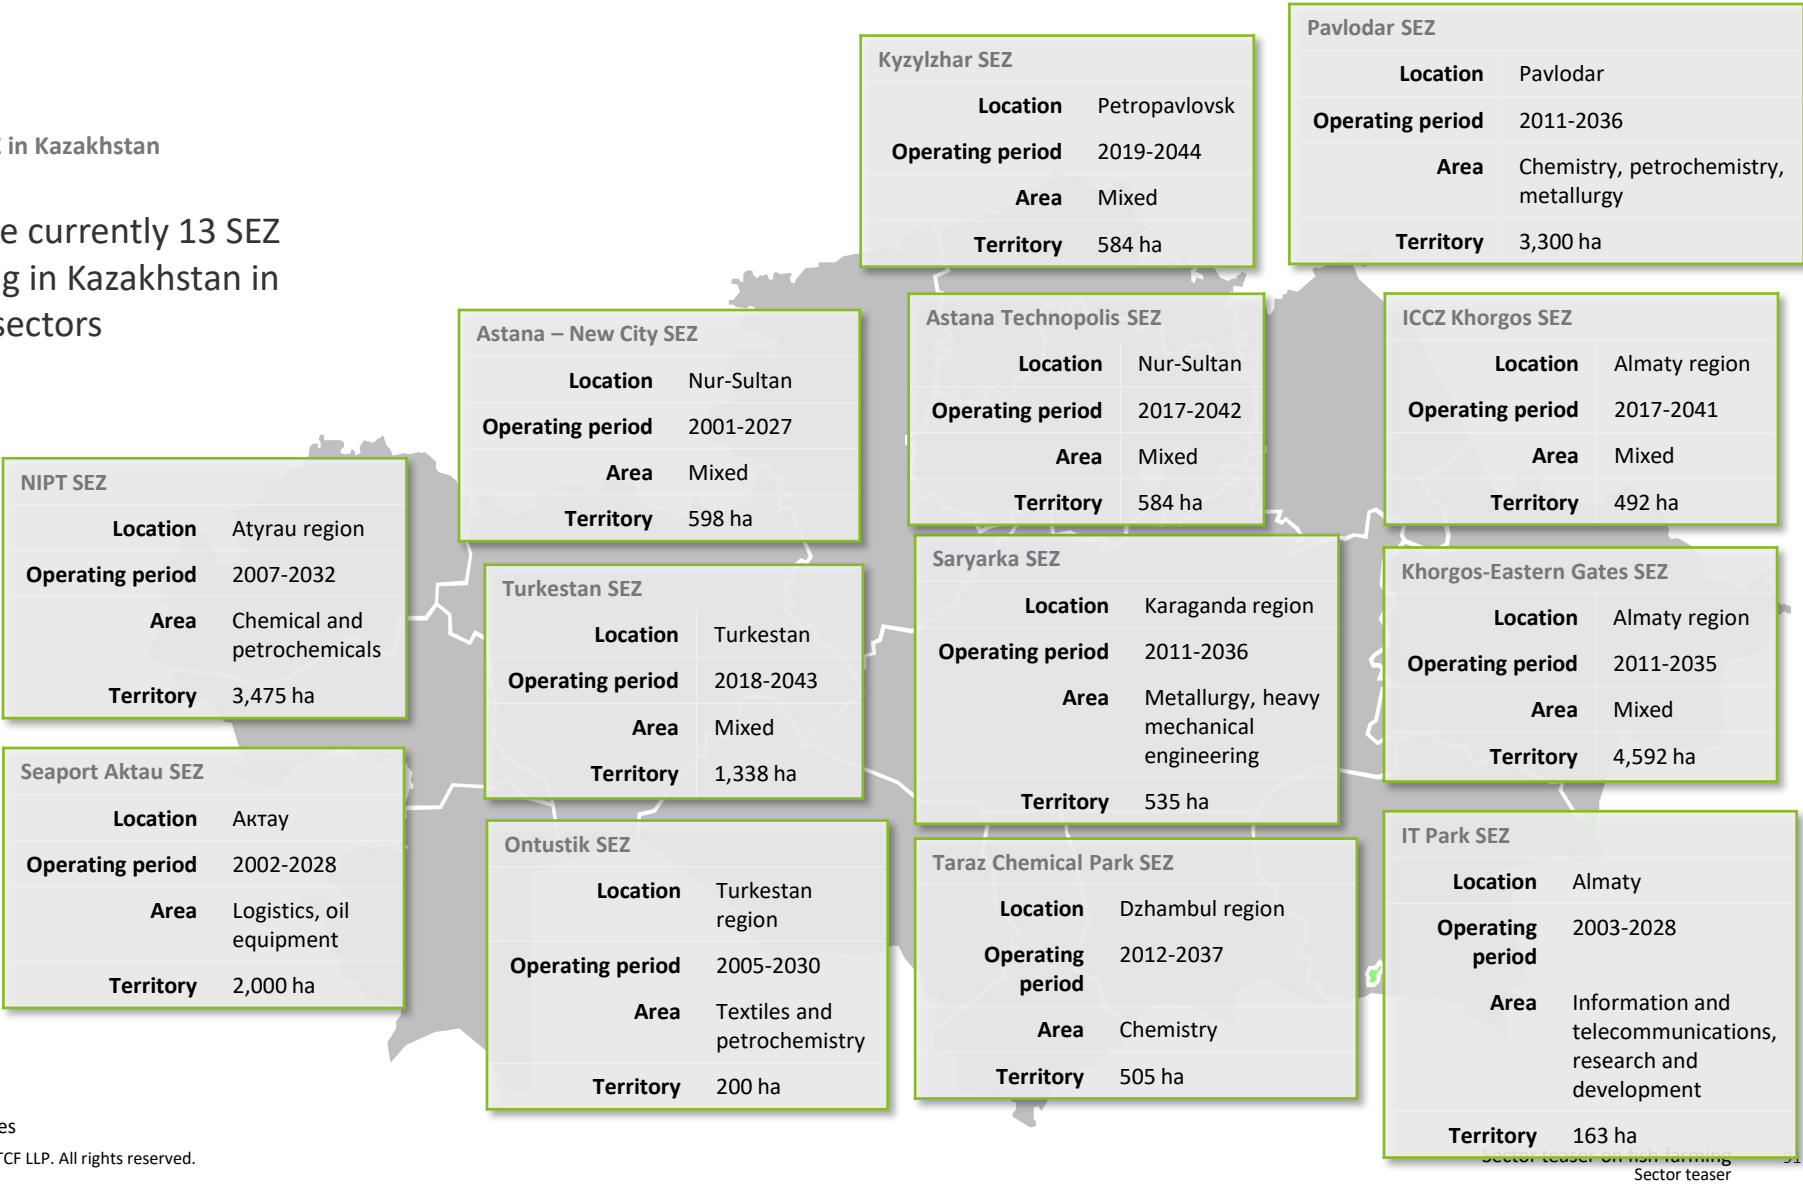 in Kazakhstan
e currently 13 SEZ
g in Kazakhstan in
sectors
Kyzylzhar SEZ
Location Petropavlovsk
Operating period 2019-2044
Area Mixed
Territory 584 ha
Pavlodar SEZ
Location Pavlodar
Operating period 2011-2036
Area Chemistry, petrochemistry,
metallurgy
Territory 3,300 ha
Astana – New City SEZ
Location Nur-Sultan
Operating period 2001-2027
Area Mixed
Territory 598 ha
Astana Technopolis SEZ
Location Nur-Sultan
Operating period 2017-2042
Area Mixed
Territory 584 ha
ICCZ Khorgos SEZ
Location Almaty region
Operating period 2017-2041
Area Mixed
Territory 492 ha
NIPT SEZ
Location Atyrau region
Operating period 2007-2032
Area Chemical and
petrochemicals
Territory 3,475 ha
Turkestan SEZ
Location Turkestan
Operating period 2018-2043
Area Mixed
Territory 1,338 ha
Saryarka SEZ
Location Karaganda region
Operating period 2011-2036
Area Metallurgy, heavy
mechanical
engineering
Territory 535 ha
Khorgos-Eastern Gates SEZ
Location Almaty region
Operating period 2011-2035
Area Mixed
Territory 4,592 ha
Seaport Aktau SEZ
Location Актау
Operating period 2002-2028
Area Logistics, oil
equipment
Territory 2,000 ha
Ontustik SEZ
Location Turkestan
region
Operating period 2005-2030
Area Textiles and
petrochemistry
Territory 200 ha
Taraz Chemical Park SEZ
Location Dzhambul region
Operating
period 2012-2037
Area Chemistry
Territory 505 ha
IT Park SEZ
Location Almaty
Operating
period 2003-2028
Area Information and
telecommunications,
research and
development
Territory 163 ha
es
TCF LLP. All rights reserved.
Sector teaser on fish farming
Sector teaser